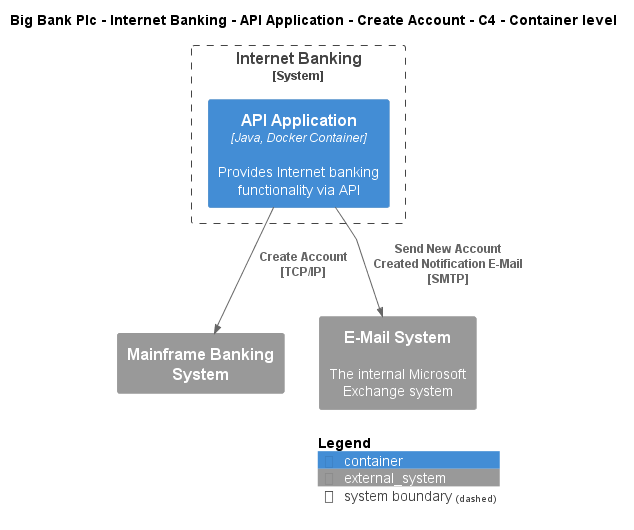 Big Bank Plc - Internet Banking - API Application - Create Account - C4 - Container level
Internet Banking
[System]
API Application
[Java, Docker Container]
Provides Internet banking
functionality via API
Create Account
[TCP/IP]
Send New Account
Created Notification E-Mail
[SMTP]
Mainframe Banking
System
E-Mail System
The internal Microsoft
Exchange system
Legend
container
external_system
system boundary (dashed)